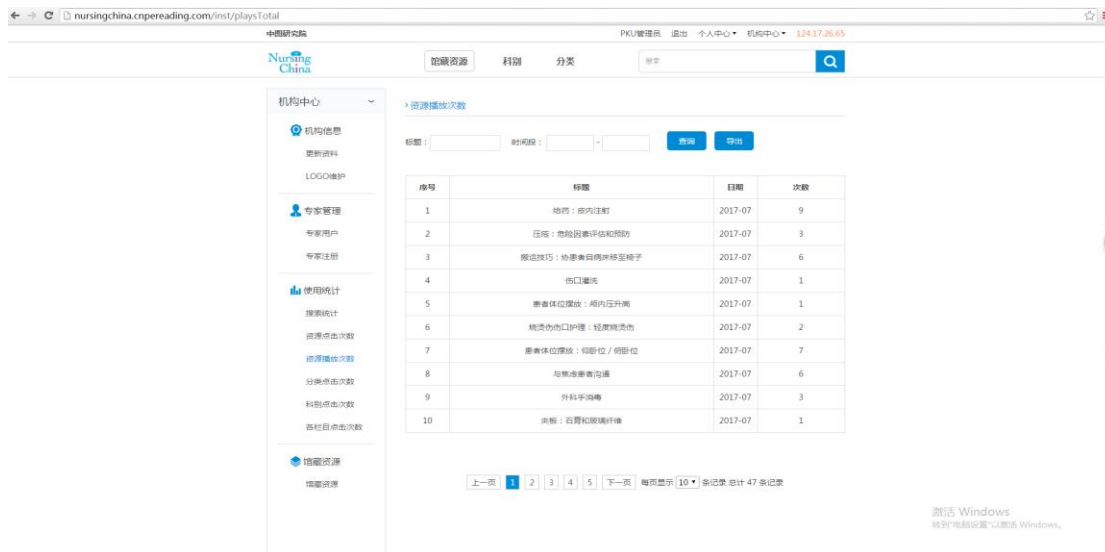 nursingchina.cnpereading.com/inst/playsTotal
中图研究院 PKU管理员 退出 个人中心 机构中心 124.17.26.65
Nursing China 馆藏资源 科别 分类 搜索
机构中心
机构信息
更新资料
LOGO维护
专家管理
专家用户
专家注册
使用统计
搜索统计
资源点击次数
资源播放次数
分类点击次数
科别点击次数
各栏目点击次数
馆藏资源
馆藏资源
资源播放次数
标题： 时间段： - 查询 导出
序号 标题 日期 次数
1 给药：皮内注射 2017-07 9
2 压疮：危险因素评估和预防 2017-07 3
3 搬运技巧：协患者自病床移至椅子 2017-07 6
4 伤口灌洗 2017-07 1
5 患者体位摆放：颅内压升高 2017-07 1
6 烧烫伤伤口护理：轻度烧烫伤 2017-07 2
7 患者体位摆放：仰卧位 / 俯卧位 2017-07 7
8 与焦虑患者沟通 2017-07 6
9 外科手消毒 2017-07 3
10 夹板：石膏和玻璃纤维 2017-07 1
上一页 1 2 3 4 5 下一页 每页显示 10 条记录 总计 47 条记录
激活 Windows
转到"电脑设置"以激活 Windows。